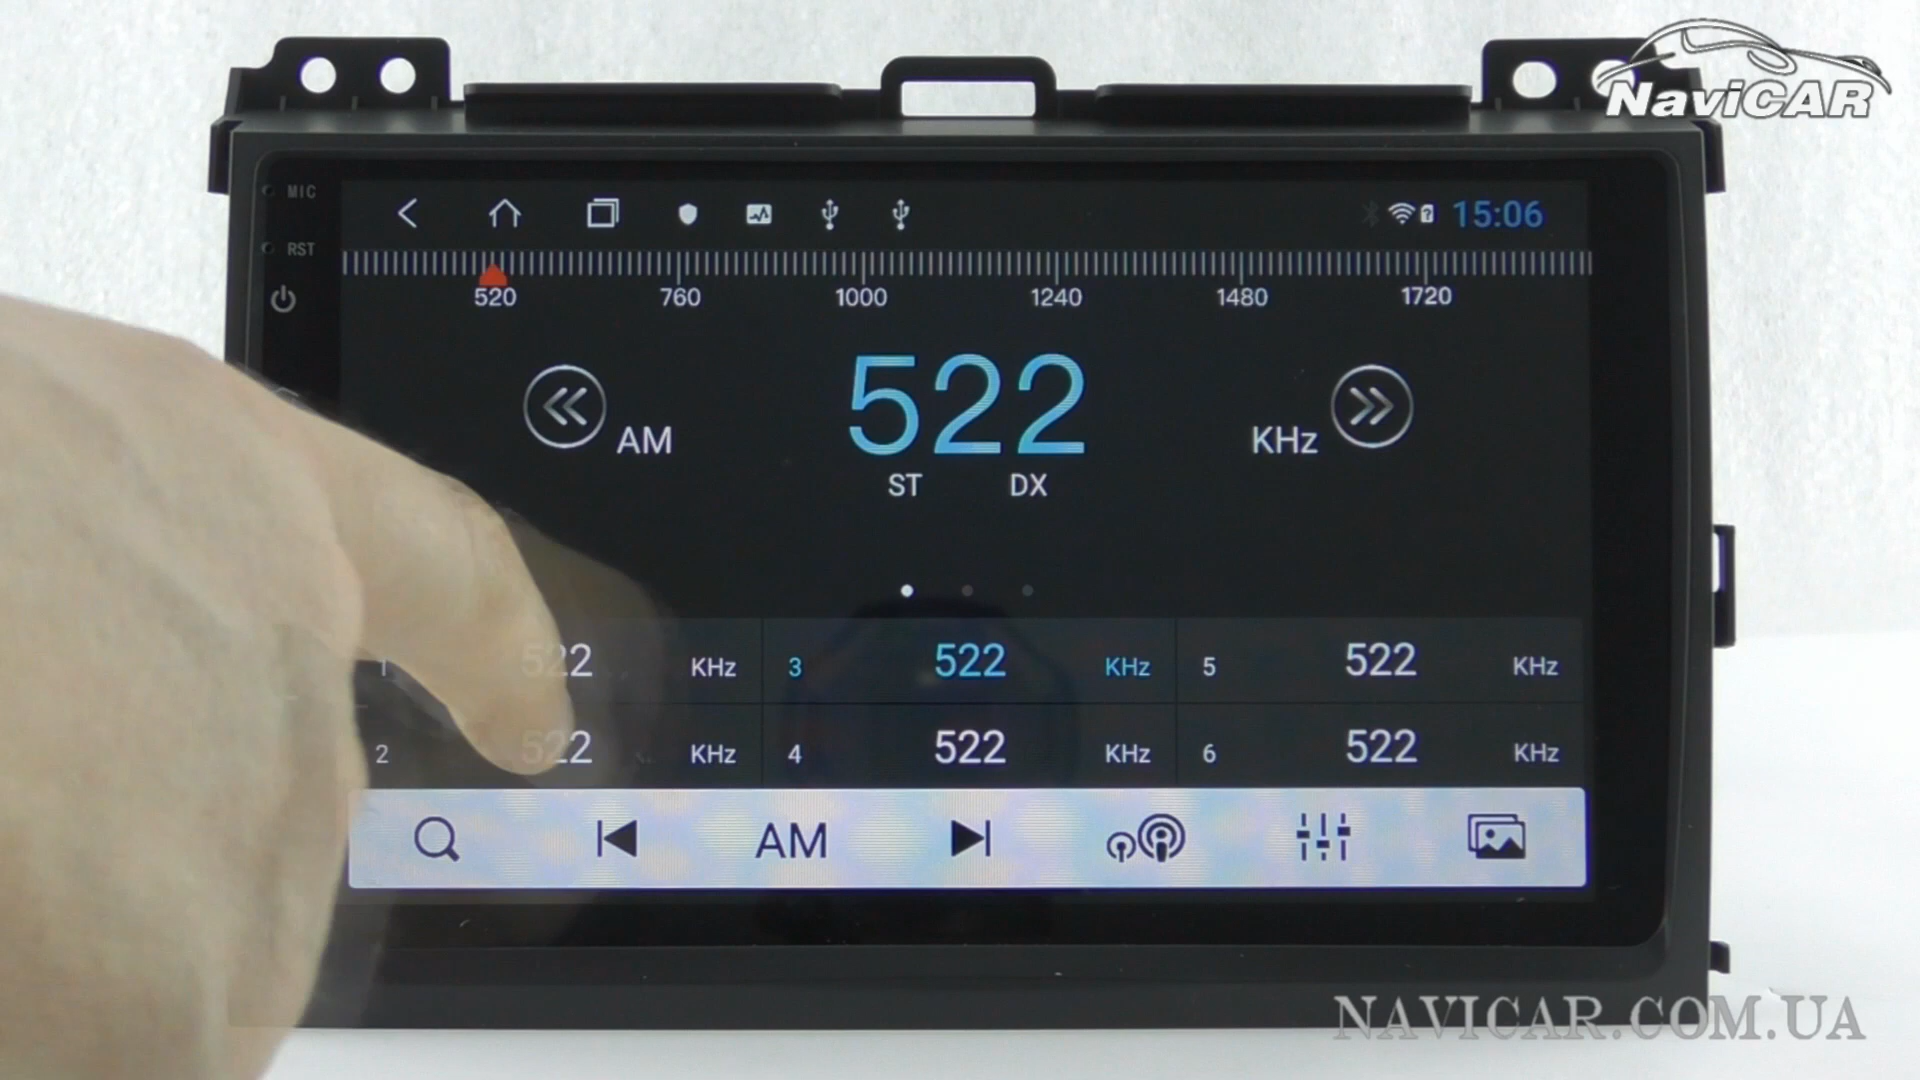 NaviCAR
MIC
RST
15:06
520 760 1000 1240 1480 1720
AM 522 KHz
ST DX
1 522 KHz 3 522 KHz 5 522 KHz
2 522 KHz 4 522 KHz 6 522 KHz
AM
NAVICAR.COM.UA